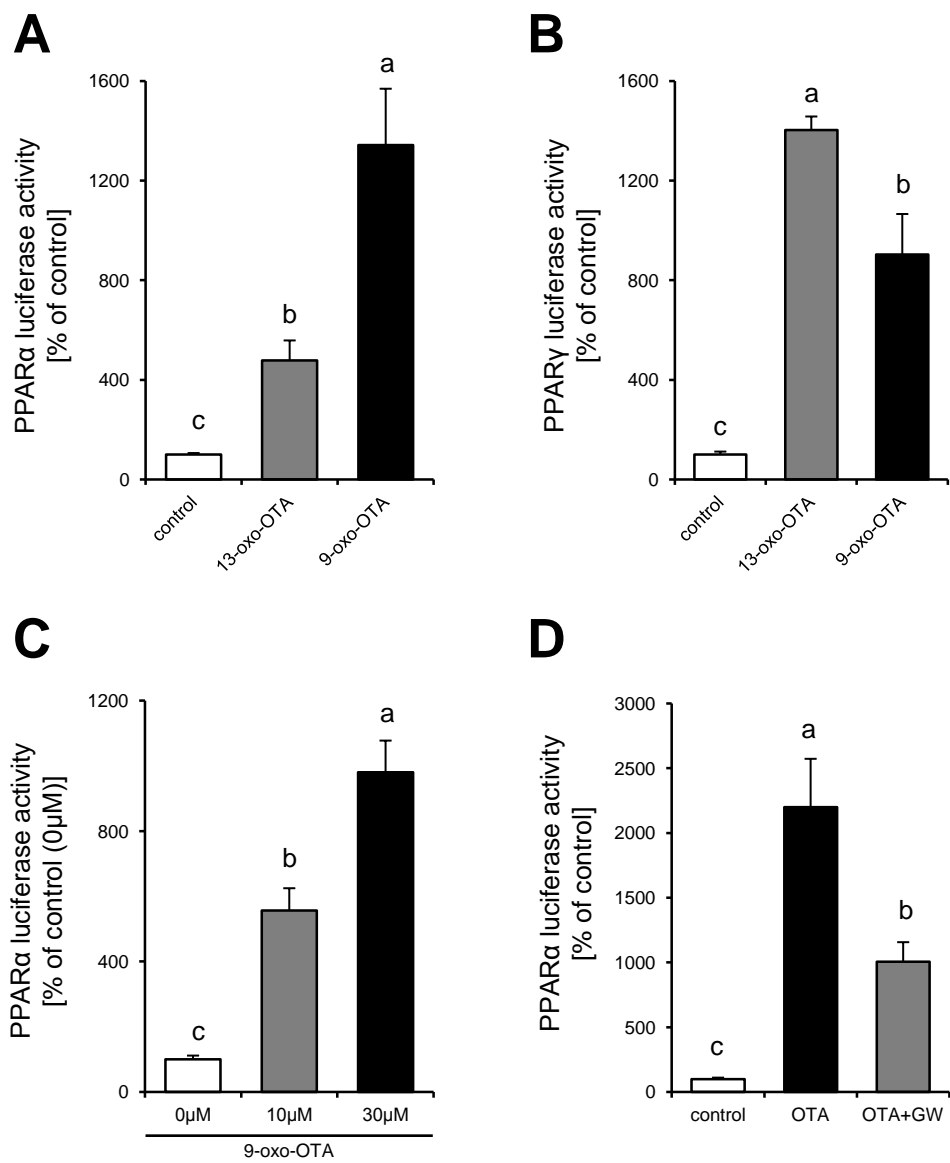 A
PPARα luciferase activity
[% of control]
1600
1200
800
400
0
a
b
c
control
13-oxo-OTA
9-oxo-OTA
B
PPARγ luciferase activity
[% of control]
1600
1200
800
400
0
a
b
c
control
13-oxo-OTA
9-oxo-OTA
C
PPARα luciferase activity
[% of control (0µM)]
1200
800
400
0
a
b
c
0µM 10µM 30µM
9-oxo-OTA
D
PPARα luciferase activity
[% of control]
3000
2500
2000
1500
1000
500
0
a
b
c
control OTA OTA+GW